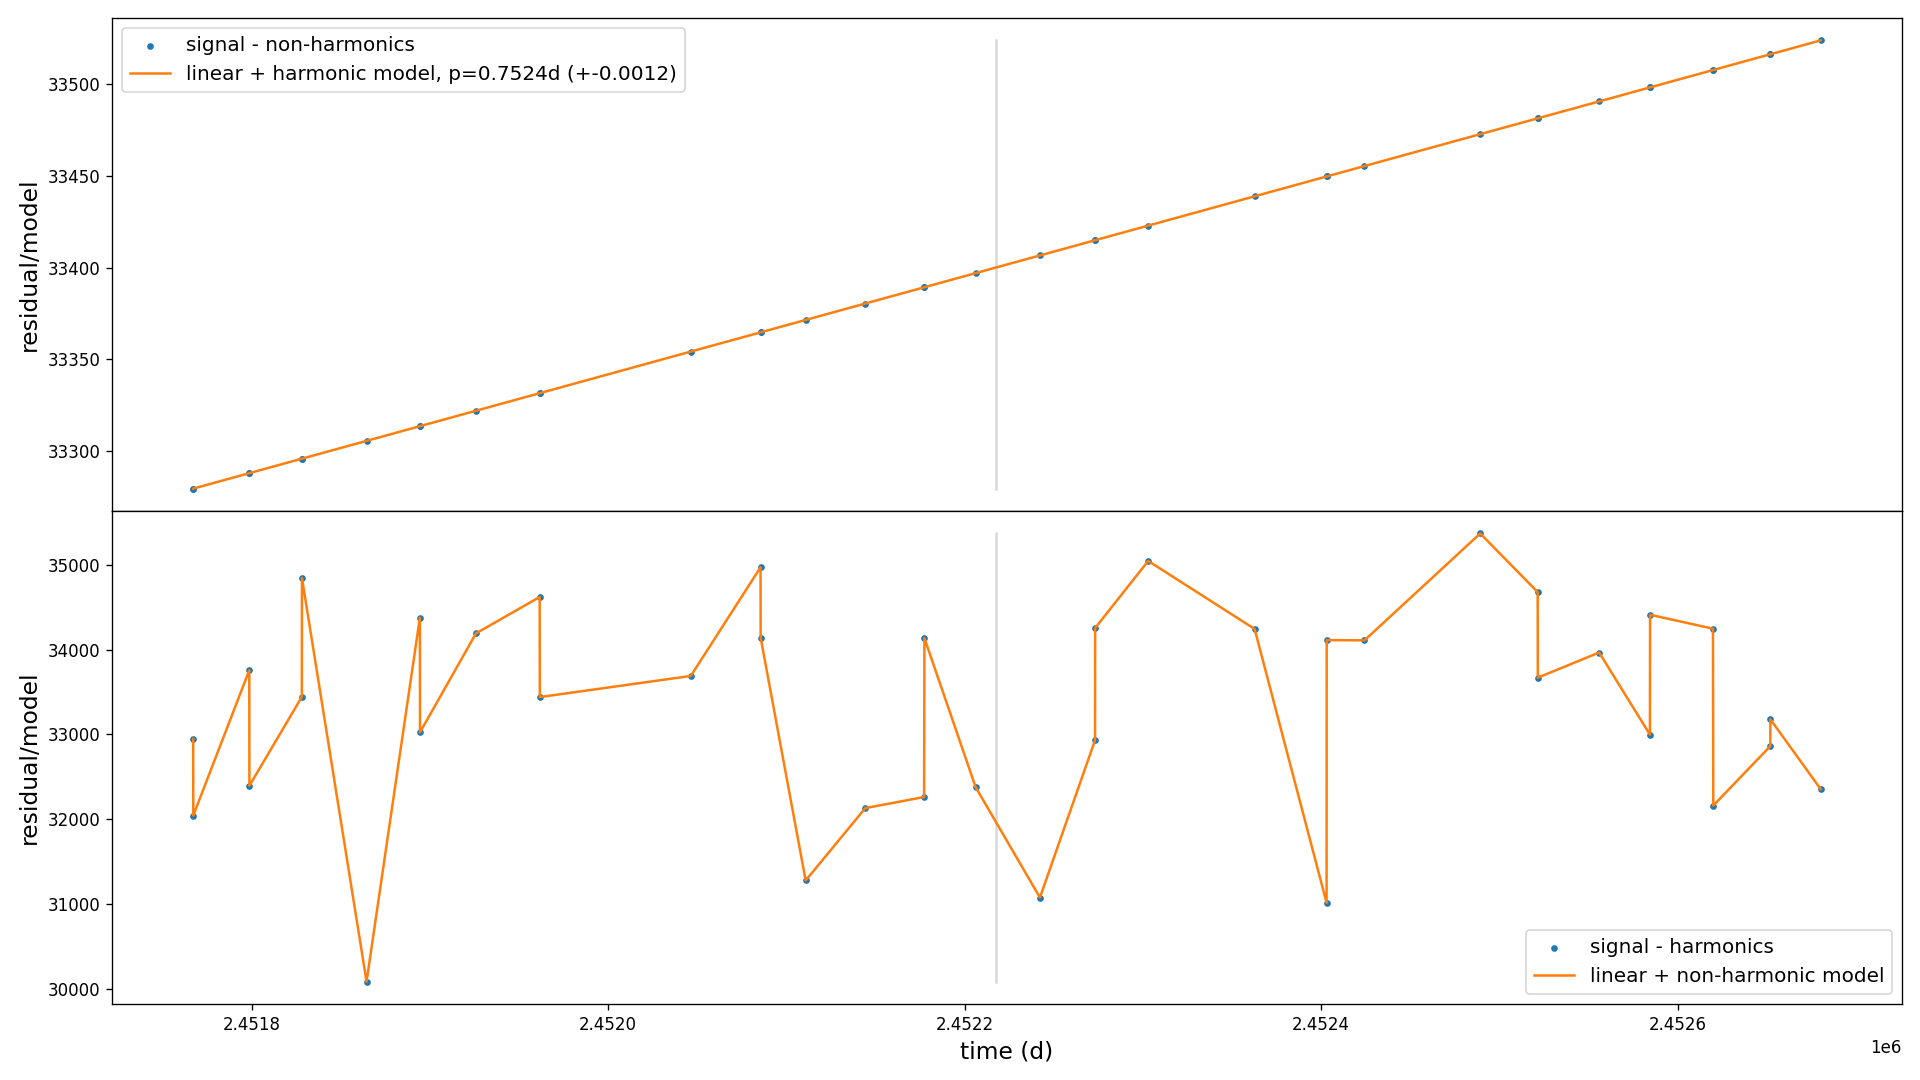 signal - non-harmonics
linear + harmonic model, p=0.7524d (+-0.0012)
33500
33450
33400
33350
33300
residual/model
35000
34000
33000
32000
31000
30000
residual/model
signal - harmonics
linear + non-harmonic model
2.4518 2.4520 2.4522 2.4524 2.4526
time (d)
1e6